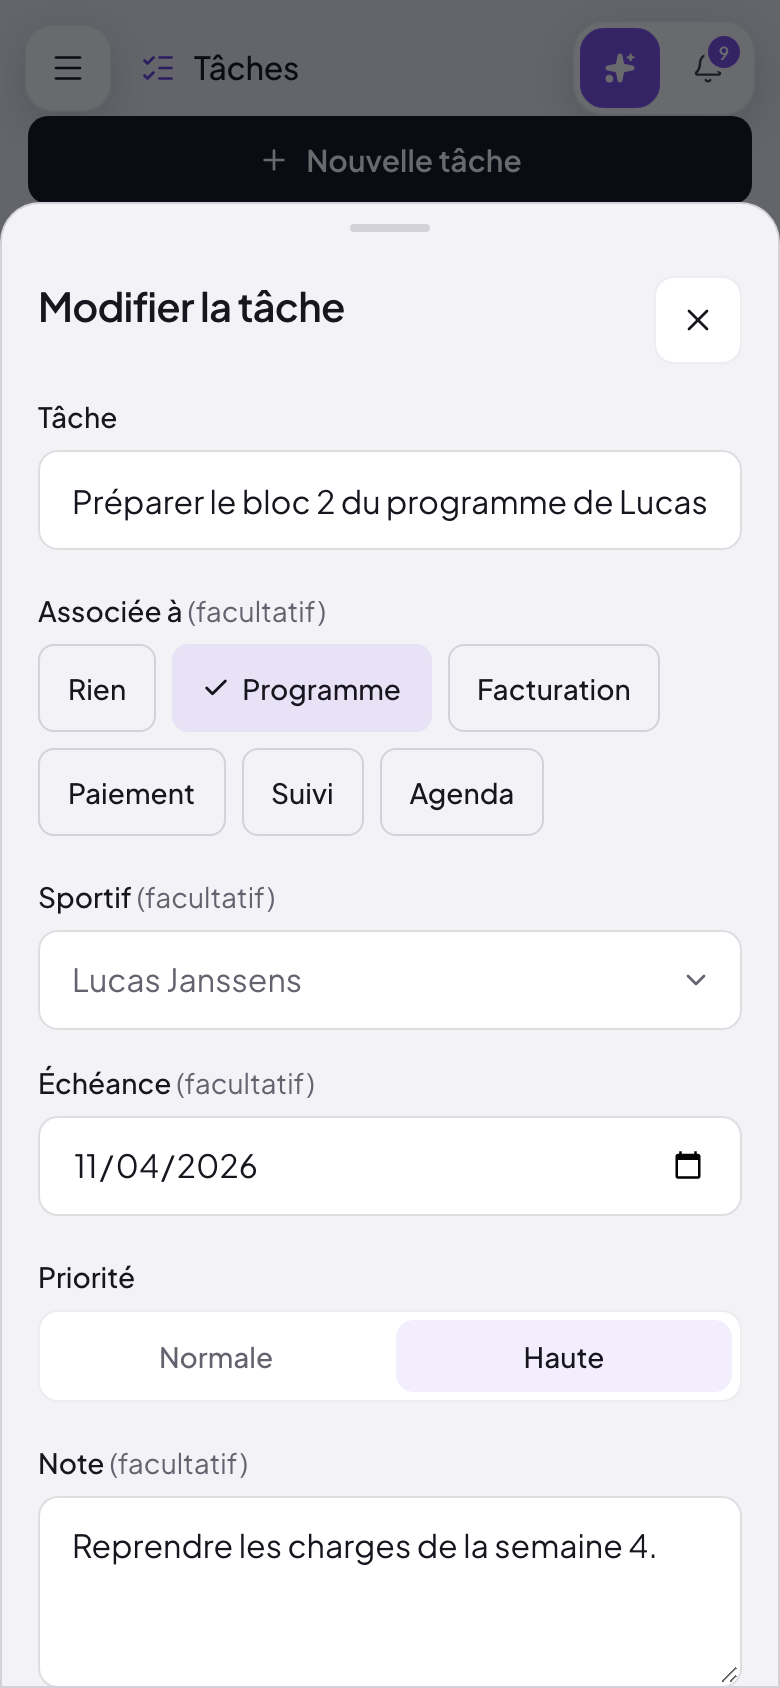 Tâches
9
Nouvelle tâche
Modifier la tâche
Tâche
Préparer le bloc 2 du programme de Lucas
Associée à (facultatif)
Rien
Programme
Facturation
Paiement
Suivi
Agenda
Sportif (facultatif)
Lucas Janssens
Échéance (facultatif)
11/04/2026
Priorité
Normale
Haute
Note (facultatif)
Reprendre les charges de la semaine 4.